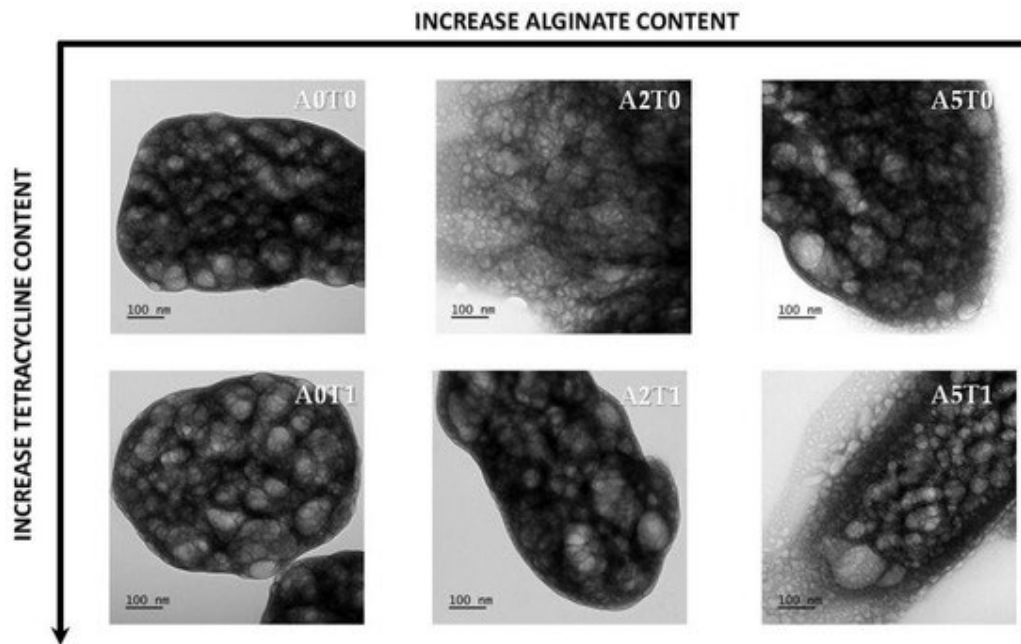 INCREASE ALGINATE CONTENT
INCREASE TETRACYCLINE CONTENT
A0T0
100 nm
A2T0
100 nm
A5T0
100 nm
A0T1
100 nm
A2T1
100 nm
A5T1
100 nm